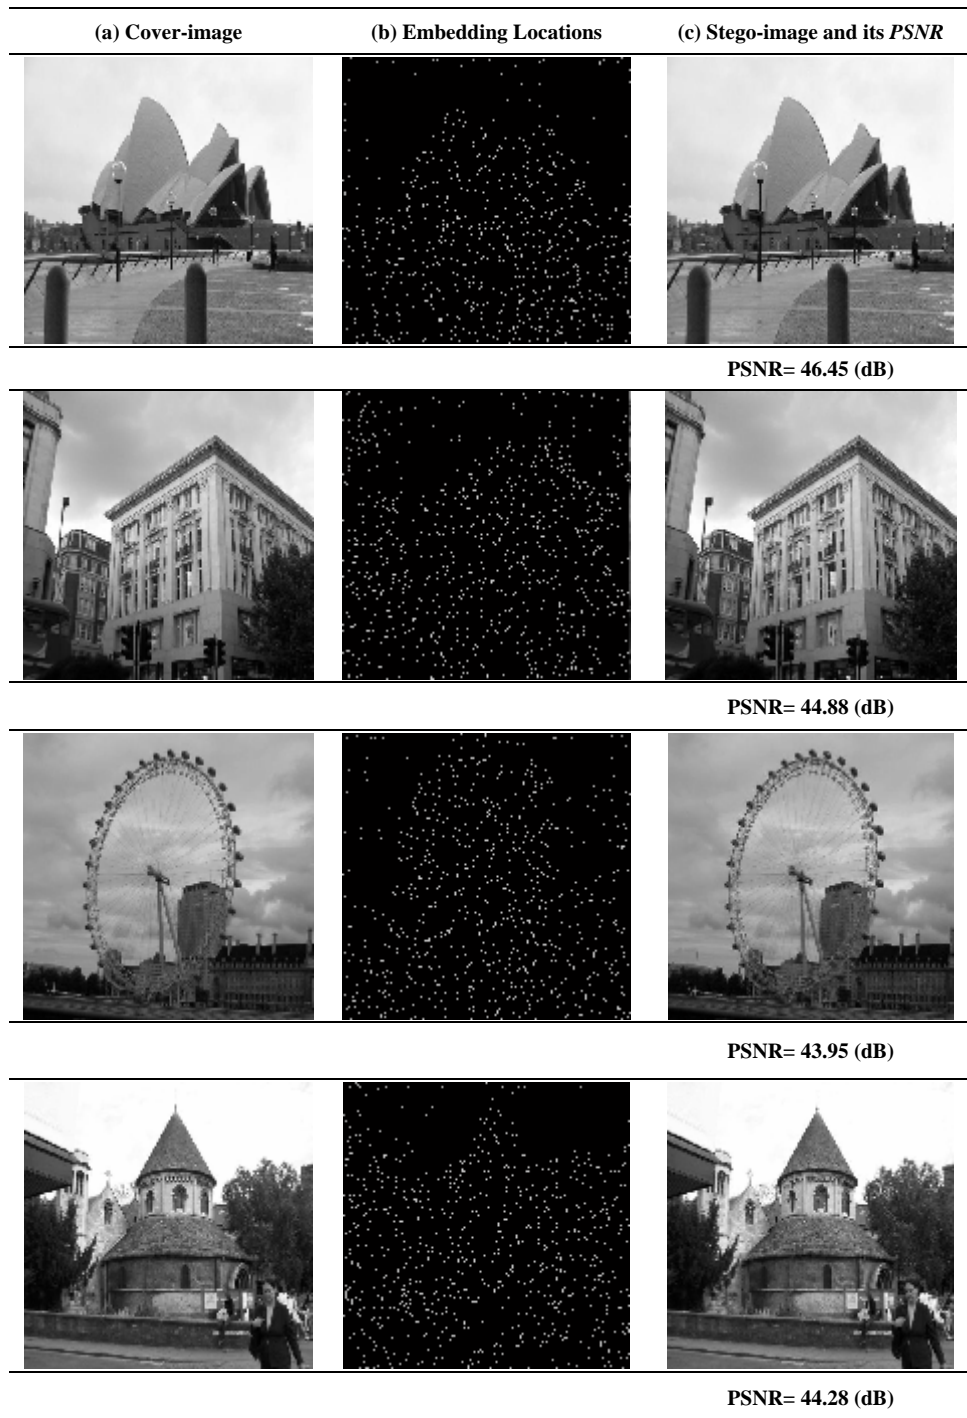 (a) Cover-image (b) Embedding Locations (c) Stego-image and its PSNR
PSNR= 46.45 (dB)
PSNR= 44.88 (dB)
PSNR= 43.95 (dB)
PSNR= 44.28 (dB)